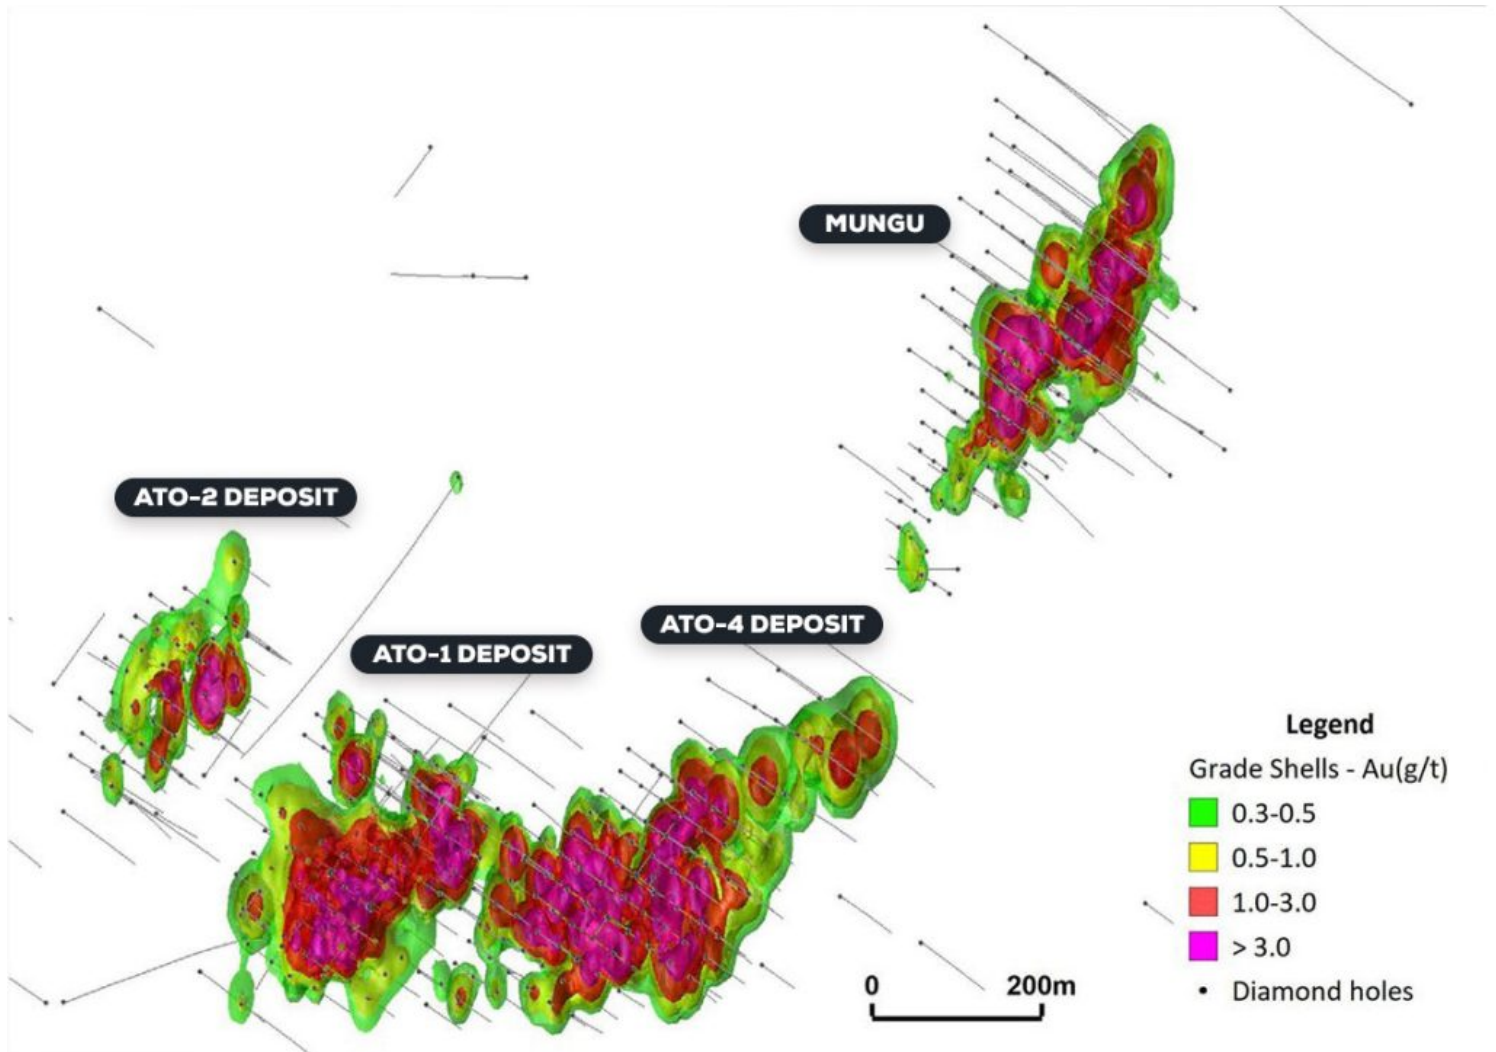 MUNGU
ATO-2 DEPOSIT
ATO-4 DEPOSIT
ATO-1 DEPOSIT
Legend
Grade Shells - Au(g/t)
0.3-0.5
0.5-1.0
1.0-3.0
> 3.0
Diamond holes
0 200m